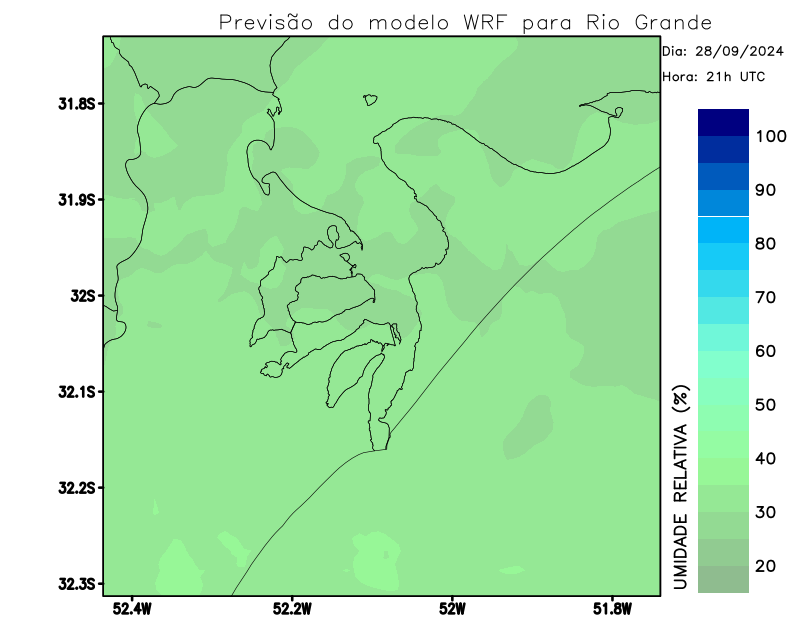 Previsão do modelo WRF para Rio Grande
Dia: 28/09/2024
Hora: 21h UTC
31.8S
31.9S
32S
32.1S
32.2S
32.3S
52.4W 52.2W 52W 51.8W
100
90
80
70
60
50
40
30
20
UMIDADE RELATIVA (%)